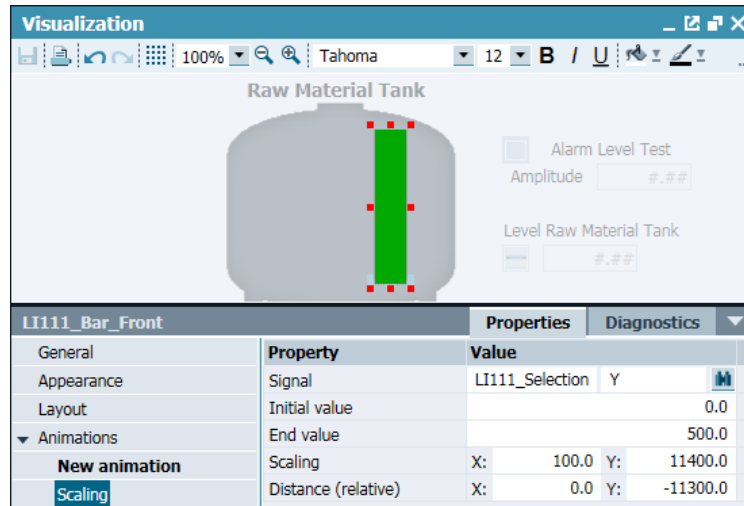 Visualization
100% Tahoma 12 B I U
Raw Material Tank
Alarm Level Test
Amplitude #.##
Level Raw Material Tank
#.##
LI111_Bar_Front Properties Diagnostics
General Property Value
Appearance Signal LI111_Selection Y
Layout Initial value 0.0
Animations End value 500.0
New animation Scaling X: 100.0 Y: 11400.0
Scaling Distance (relative) X: 0.0 Y: -11300.0